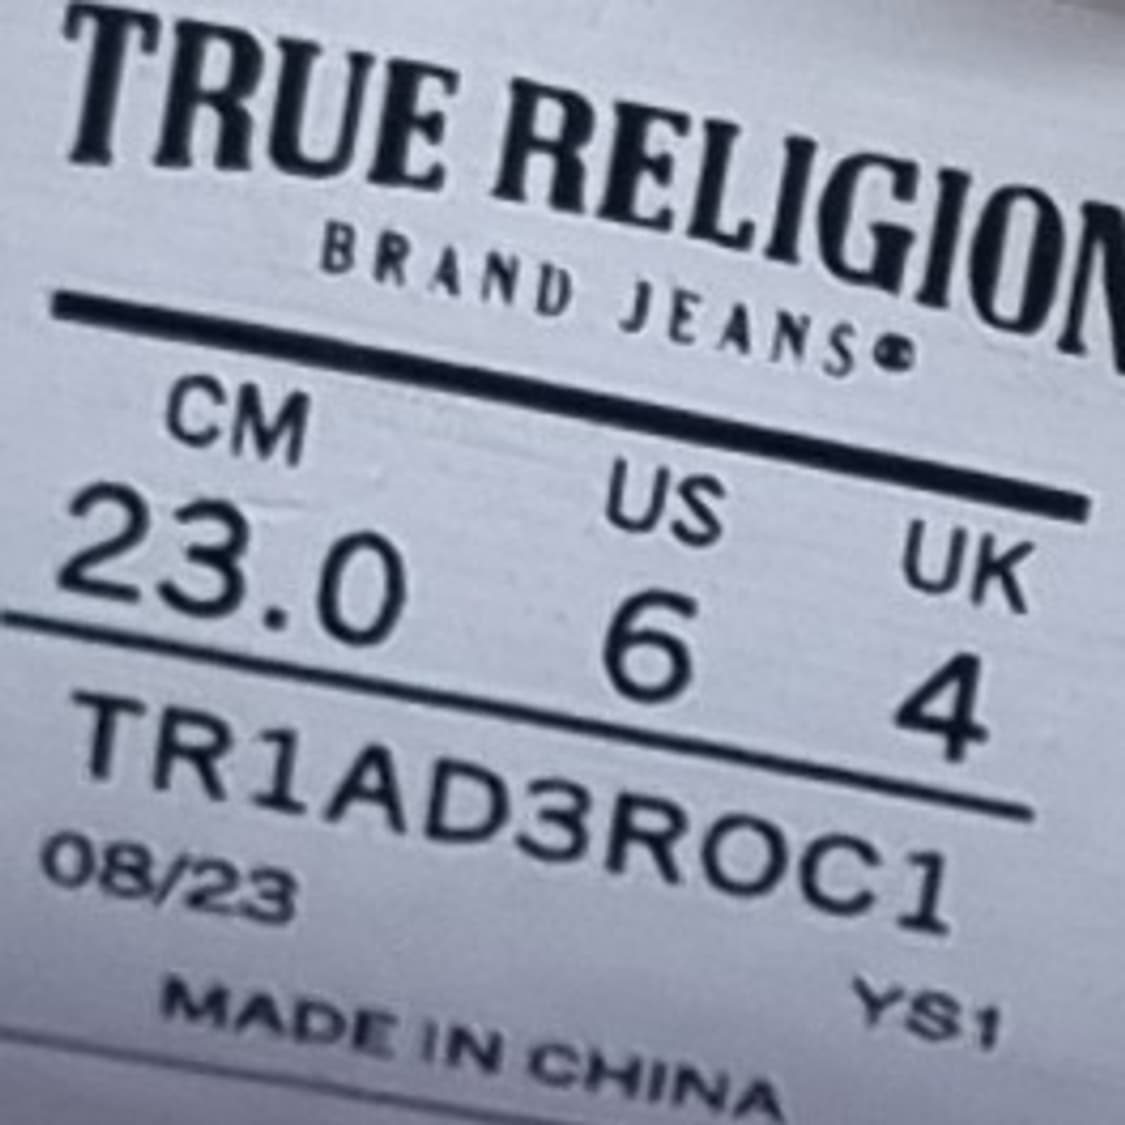 TRUE RELIGION
BRAND JEANS®
CM US UK
23.0 6 4
TR1AD3ROC1
08/23 YS1
MADE IN CHINA